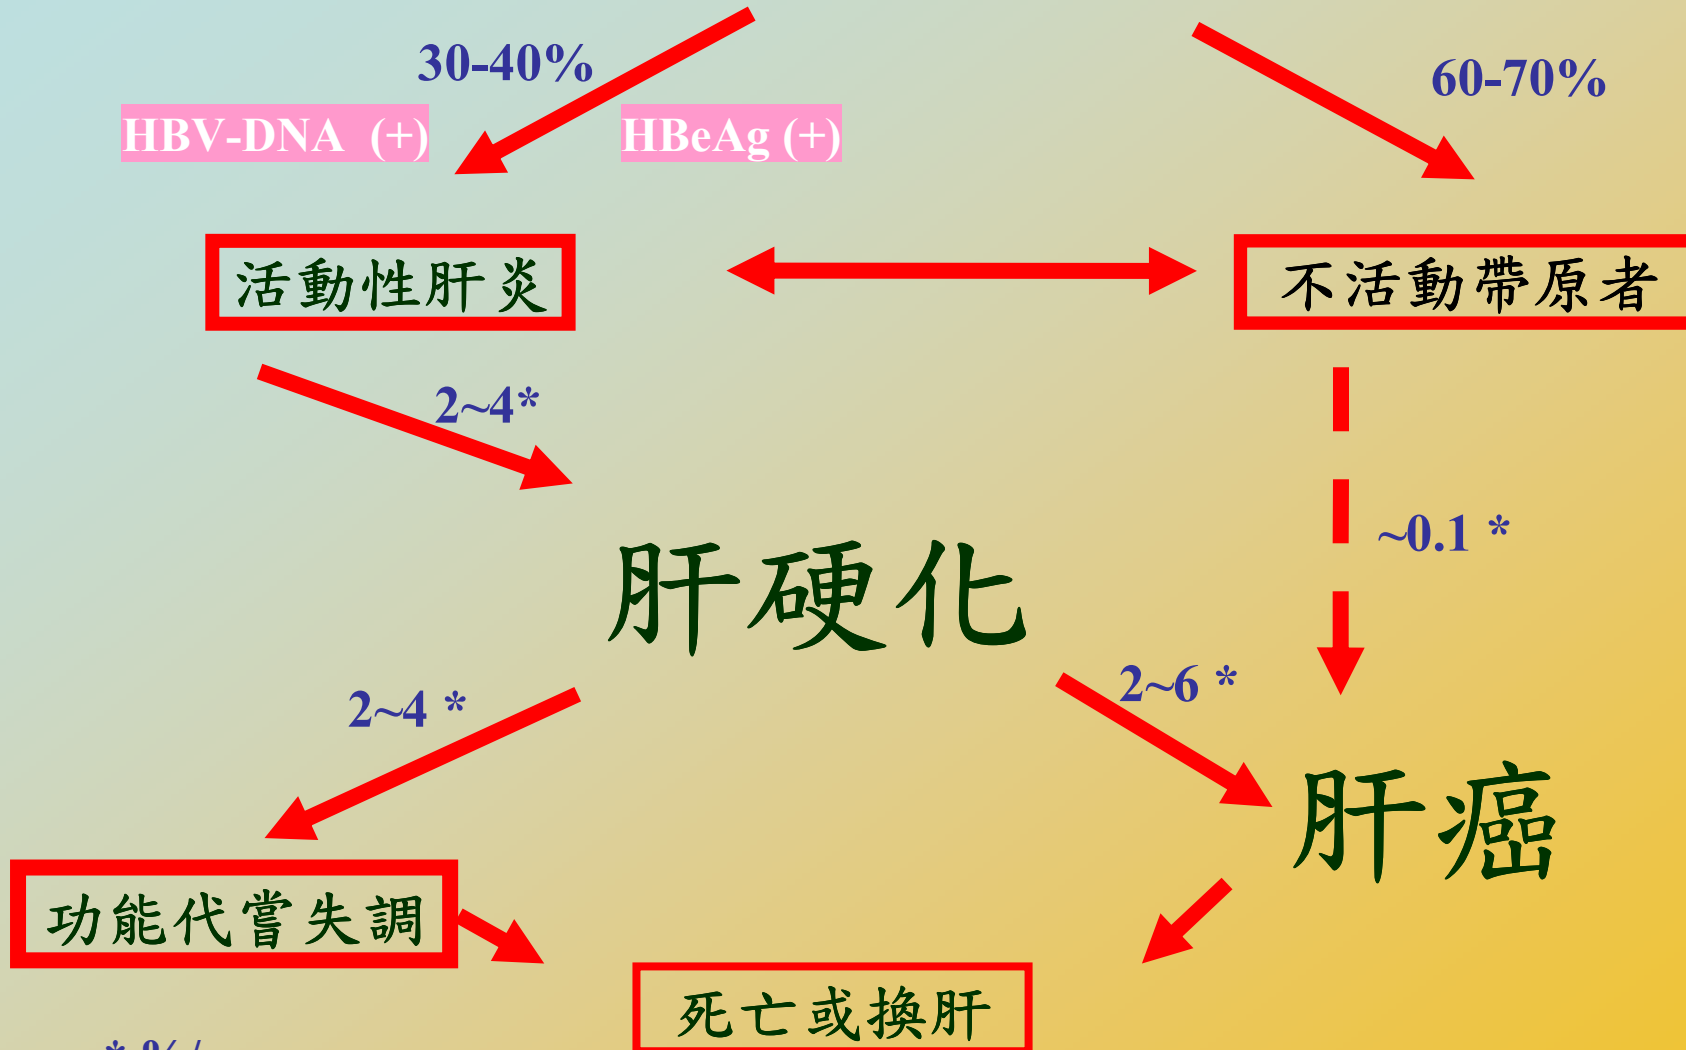 30-40%
60-70%
HBV-DNA (+)
HBeAg (+)
活動性肝炎
不活動帶原者
2~4*
~0.1 *
肝硬化
2~4 *
2~6 *
肝癌
功能代嘗失調
死亡或換肝
* %/